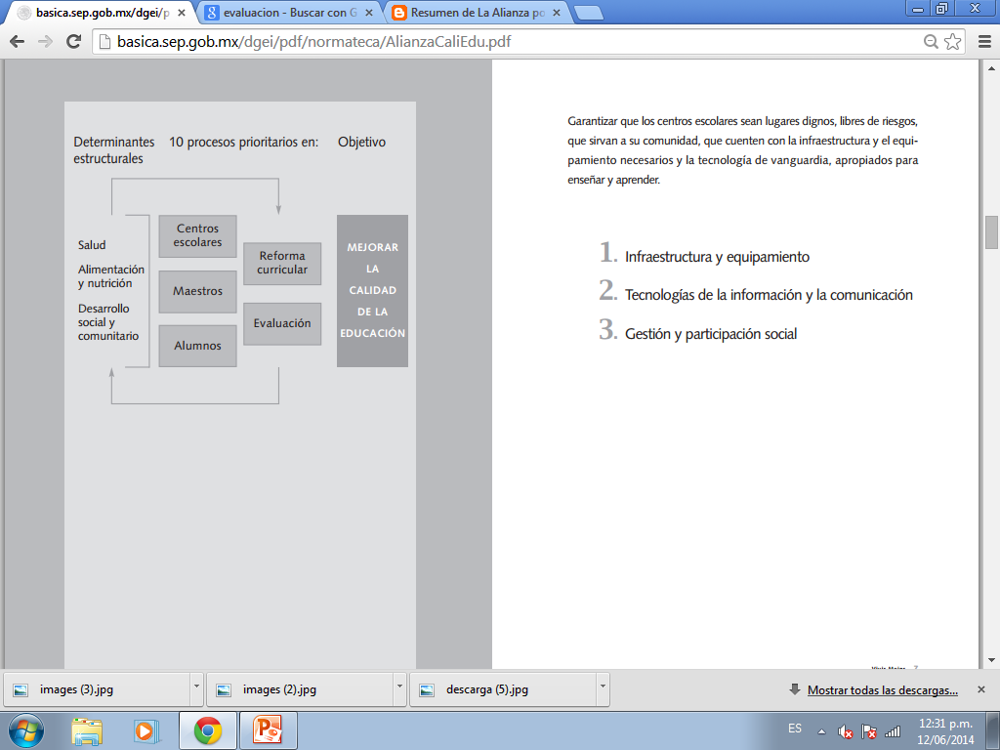 basica.sep.gob.mx/dgei/p
evaluacion - Buscar con G
Resumen de La Alianza po
basica.sep.gob.mx/dgei/pdf/normateca/AlianzaCaliEdu.pdf
Determinantes
estructurales
10 procesos prioritarios en:
Objetivo
Salud
Alimentación
y nutrición
Desarrollo
social y
comunitario
Centros
escolares
Maestros
Alumnos
Reforma
curricular
Evaluación
MEJORAR
LA
CALIDAD
DE LA
EDUCACIÓN
Garantizar que los centros escolares sean lugares dignos, libres de riesgos,
que sirvan a su comunidad, que cuenten con la infraestructura y el equi-
pamiento necesarios y la tecnología de vanguardia, apropiados para
enseñar y aprender.
1. Infraestructura y equipamiento
2. Tecnologías de la información y la comunicación
3. Gestión y participación social
images (3).jpg
images (2).jpg
descarga (5).jpg
Mostrar todas las descargas...
ES
12:31 p.m.
12/06/2014